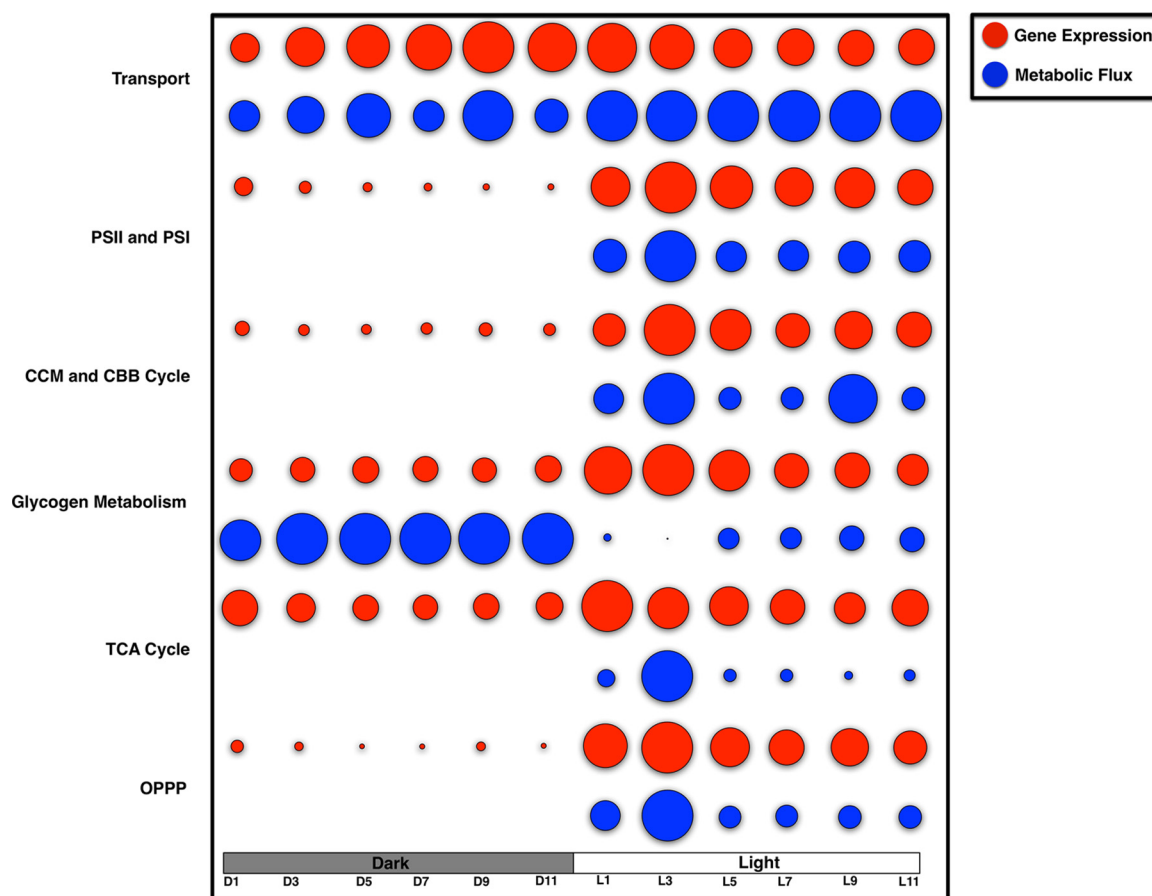 Gene Expression
Metabolic Flux
Transport
PSII and PSI
CCM and CBB Cycle
Glycogen Metabolism
TCA Cycle
OPPP
Dark Light
D1 D3 D5 D7 D9 D11 L1 L3 L5 L7 L9 L11